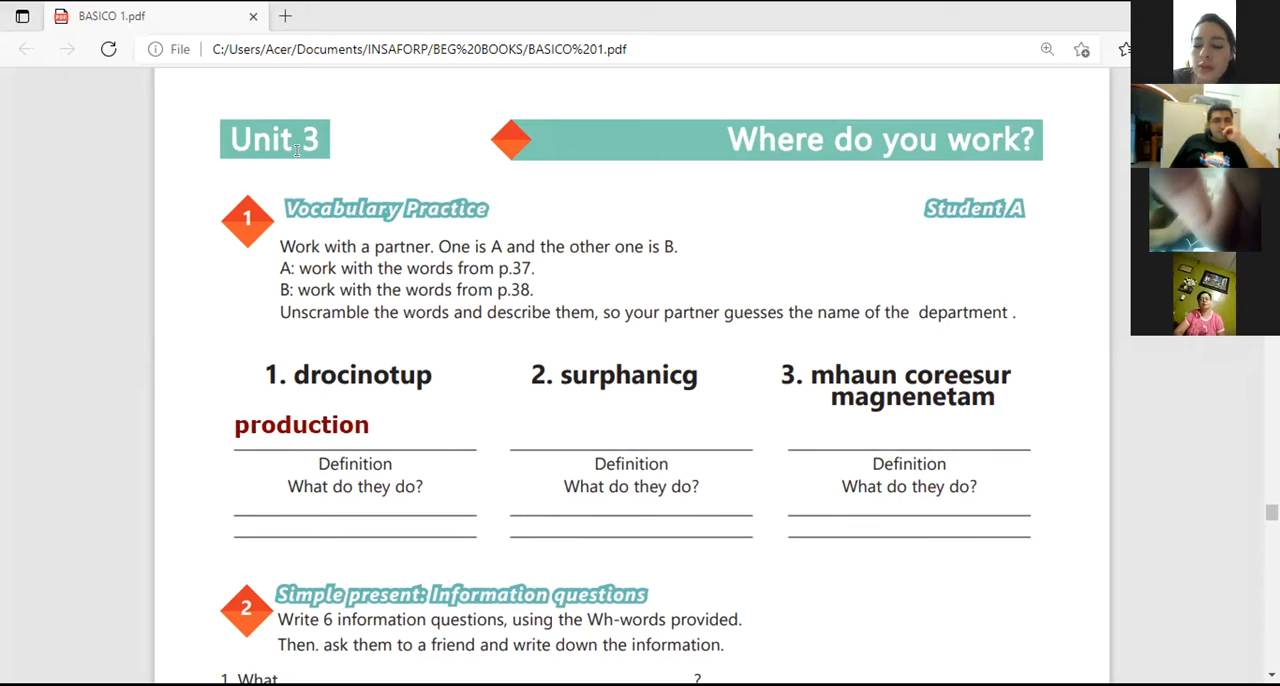 BASICO 1.pdf
File C:/Users/Acer/Documents/INSAFORP/BEG%20BOOKS/BASICO%201.pdf
Unit 3 Where do you work?
1 Vocabulary Practice Student A
Work with a partner. One is A and the other one is B.
A: work with the words from p.37.
B: work with the words from p.38.
Unscramble the words and describe them, so your partner guesses the name of the department .
1. drocinotup 2. surphanicg 3. mhaun coreesur
magnenetam
production
Definition Definition Definition
What do they do? What do they do? What do they do?
2 Simple present: Information questions
Write 6 information questions, using the Wh-words provided.
Then. ask them to a friend and write down the information.
1. What ?